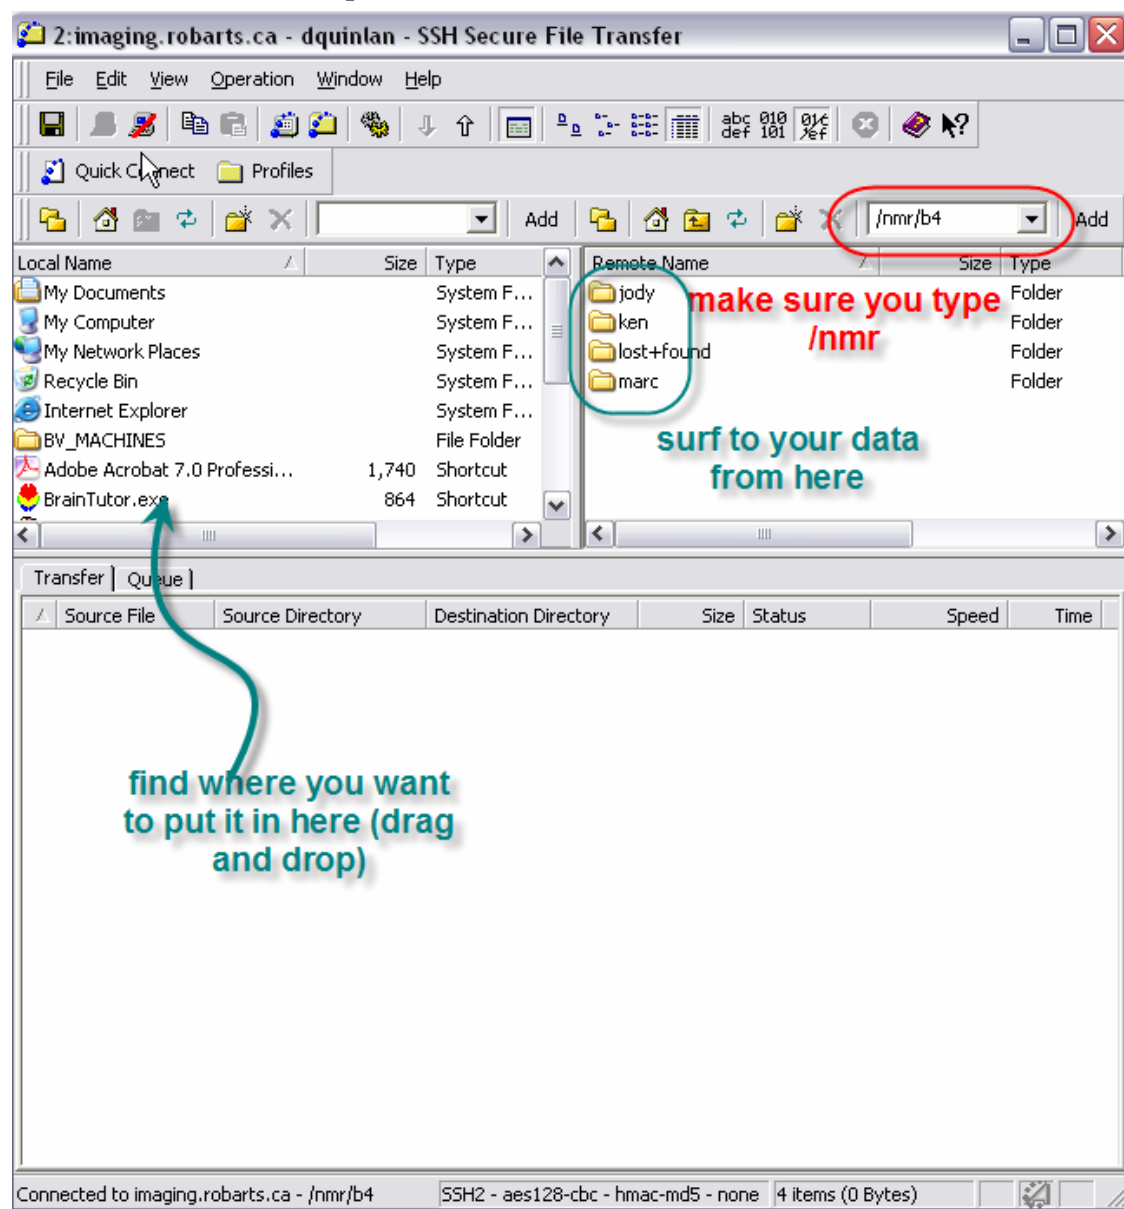 2:imaging.robarts.ca - dquinlan - SSH Secure File Transfer
File Edit View Operation Window Help
abc def 010 101
Quick Connect Profiles
Add /nmr/b4 Add
Local Name Size Type
My Documents System F...
My Computer System F...
My Network Places System F...
Recycle Bin System F...
Internet Explorer System F...
BV_MACHINES File Folder
Adobe Acrobat 7.0 Professi... 1,740 Shortcut
BrainTutor.exe 864 Shortcut
Remote Name Size Type
jody Folder
ken Folder
lost+found Folder
marc Folder
make sure you type
/nmr
surf to your data
from here
Transfer Queue
Source File Source Directory Destination Directory Size Status Speed Time
find where you want
to put it in here (drag
and drop)
Connected to imaging.robarts.ca - /nmr/b4 SSH2 - aes128-cbc - hmac-md5 - none 4 items (0 Bytes)